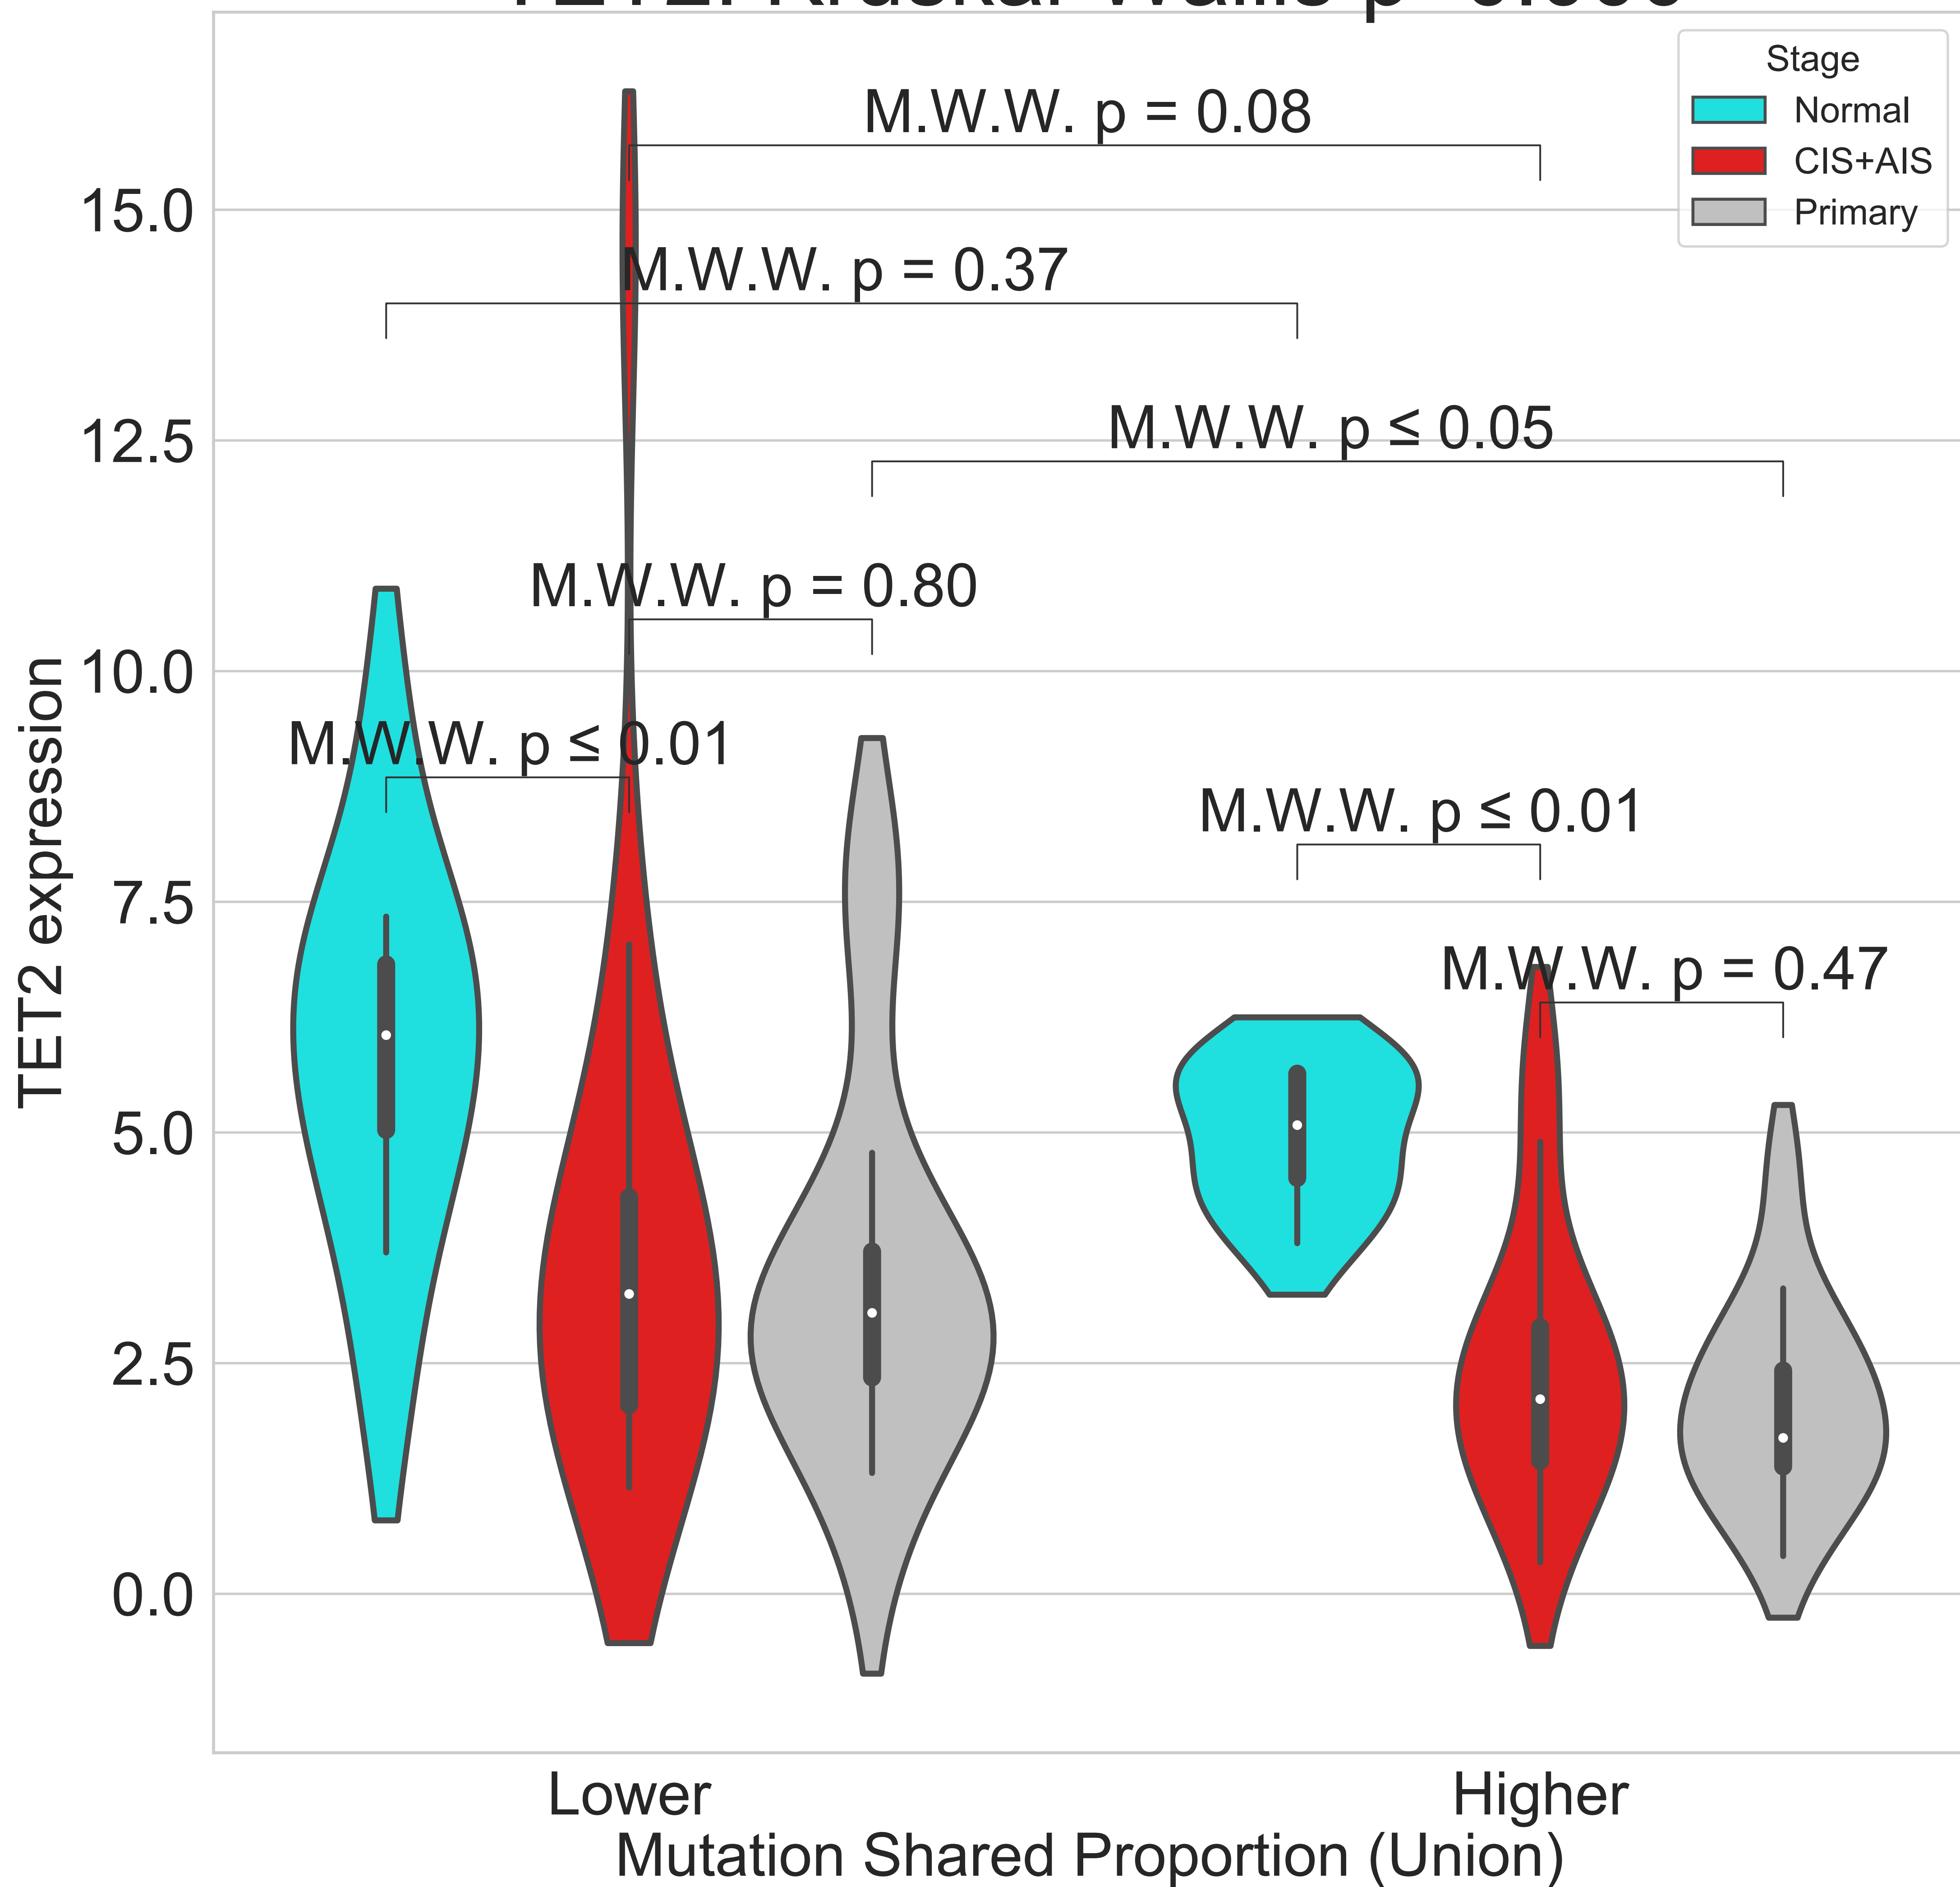 Stage
Normal
CIS+AIS
Primary
M.W.W. p = 0.08
15.0
M.W.W. p = 0.37
12.5
M.W.W. p ≤ 0.05
M.W.W. p = 0.80
10.0
M.W.W. p ≤ 0.01
M.W.W. p ≤ 0.01
7.5
M.W.W. p = 0.47
5.0
2.5
0.0
TET2 expression
Lower
Higher
Mutation Shared Proportion (Union)